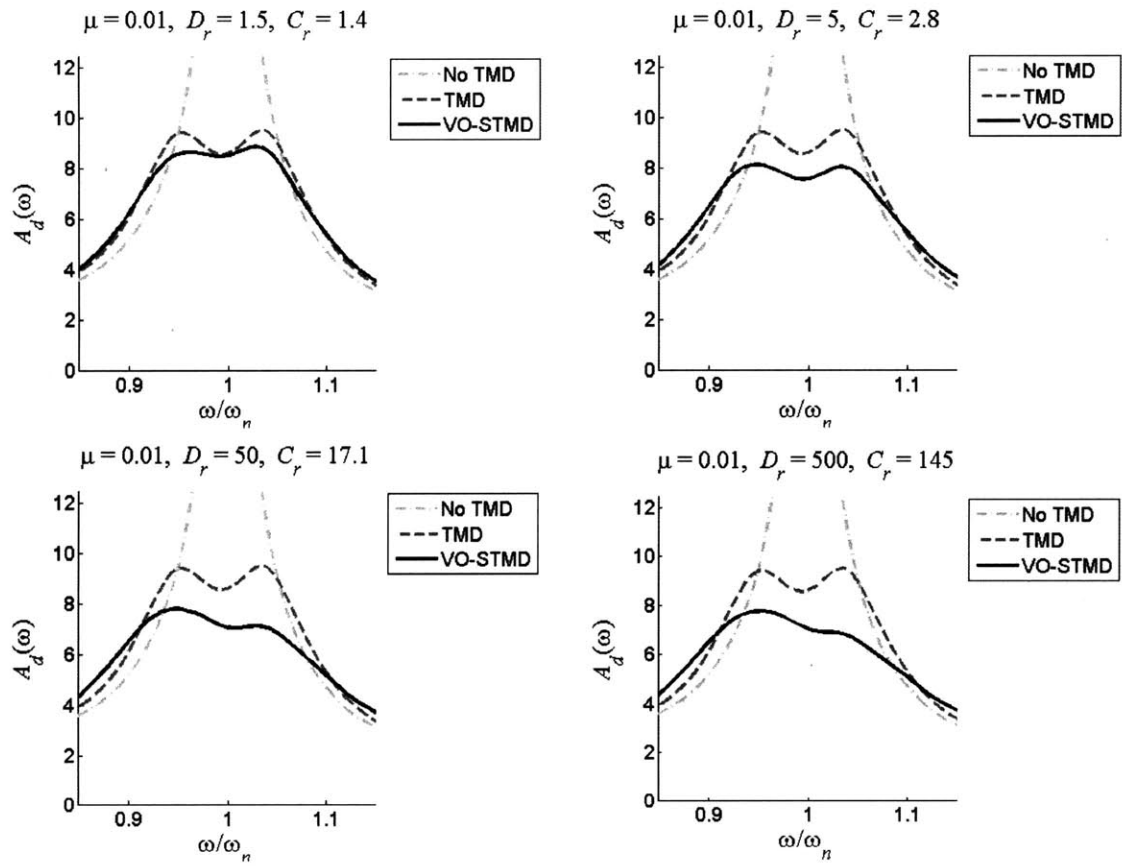 μ = 0.01, D_r = 1.5, C_r = 1.4
12
10
8
6
4
2
0
A_d(ω)
0.9
1
1.1
ω/ω_n
No TMD
TMD
VO-STMD
μ = 0.01, D_r = 5, C_r = 2.8
12
10
8
6
4
2
0
A_d(ω)
0.9
1
1.1
ω/ω_n
No TMD
TMD
VO-STMD
μ = 0.01, D_r = 50, C_r = 17.1
12
10
8
6
4
2
0
A_d(ω)
0.9
1
1.1
ω/ω_n
No TMD
TMD
VO-STMD
μ = 0.01, D_r = 500, C_r = 145
12
10
8
6
4
2
0
A_d(ω)
0.9
1
1.1
ω/ω_n
No TMD
TMD
VO-STMD